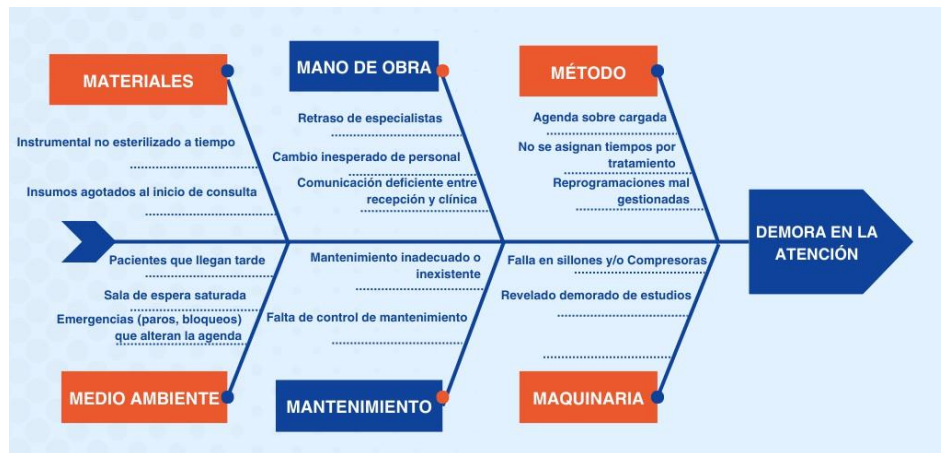 MATERIALES
MANO DE OBRA
MÉTODO
Instrumental no esterilizado a tiempo
Insumos agotados al inicio de consulta
Retraso de especialistas
Cambio inesperado de personal
Comunicación deficiente entre
recepción y clínica
Agenda sobre cargada
No se asignan tiempos por
tratamiento
Reprogramaciones mal
gestionadas
DEMORA EN LA
ATENCIÓN
Pacientes que llegan tarde
Sala de espera saturada
Emergencias (paros, bloqueos)
que alteran la agenda
Mantenimiento inadecuado o
inexistente
Falta de control de mantenimiento
Falla en sillones y/o Compresoras
Revelado demorado de estudios
MEDIO AMBIENTE
MANTENIMIENTO
MAQUINARIA